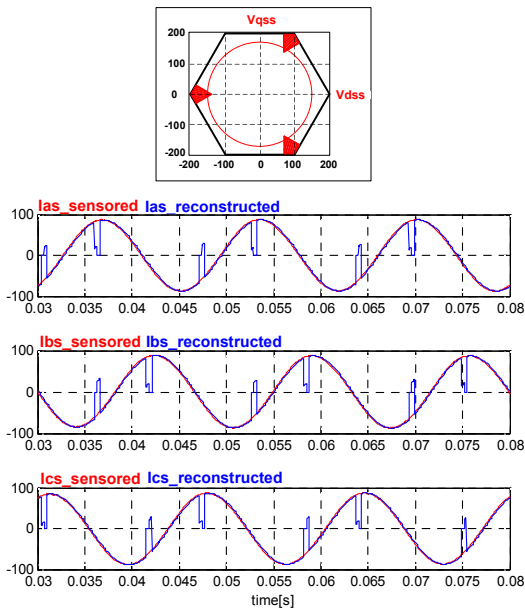 Vqss
200
100
0
-100
-200
Vdss
-200 -100 0 100 200
Ias_sensored Ias_reconstructed
100
0
-100
0.03 0.035 0.04 0.045 0.05 0.055 0.06 0.065 0.07 0.075 0.08
Ibs_sensored Ibs_reconstructed
100
0
-100
0.03 0.035 0.04 0.045 0.05 0.055 0.06 0.065 0.07 0.075 0.08
Ics_sensored Ics_reconstructed
100
0
-100
0.03 0.035 0.04 0.045 0.05 0.055 0.06 0.065 0.07 0.075 0.08
time[s]